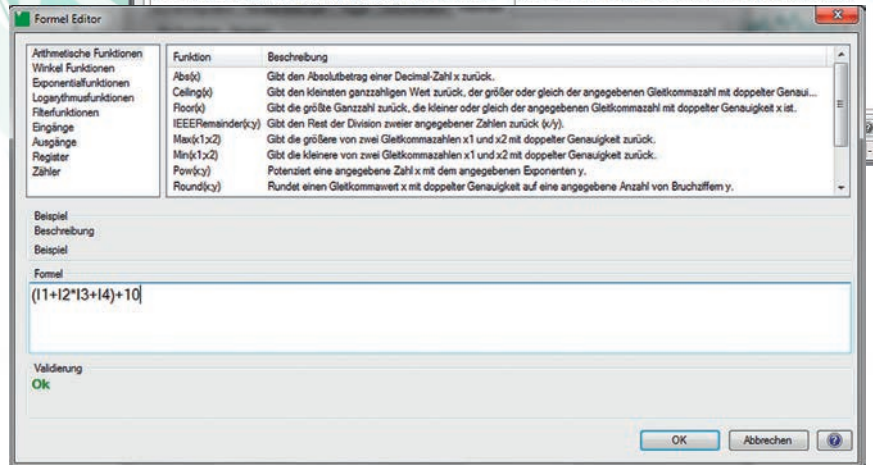 Formel Editor
Arithmetische Funktionen
Winkel Funktionen
Exponentialfunktionen
Logarythmusfunktionen
Filterfunktionen
Eingänge
Ausgänge
Register
Zähler
Funktion Beschreibung
Abs(x) Gibt den Absolutbetrag einer Decimal-Zahl x zurück.
Ceiling(x) Gibt den kleinsten ganzzahligen Wert zurück, der größer oder gleich der angegebenen Gleitkommazahl mit doppelter Genaui...
Floor(x) Gibt die größte Ganzzahl zurück, die kleiner oder gleich der angegebenen Gleitkommazahl mit doppelter Genauigkeit x ist.
IEEERemainder(x;y) Gibt den Rest der Division zweier angegebener Zahlen zurück (x/y).
Max(x1;x2) Gibt die größere von zwei Gleitkommazahlen x1 und x2 mit doppelter Genauigkeit zurück.
Min(x1;x2) Gibt die kleinere von zwei Gleitkommazahlen x1 und x2 mit doppelter Genauigkeit zurück.
Pow(x;y) Potenziert eine angegebene Zahl x mit dem angegebenen Exponenten y.
Round(x;y) Rundet einen Gleitkommawert x mit doppelter Genauigkeit auf eine angegebene Anzahl von Bruchziffern y.
Beispiel
Beschreibung
Beispiel
Formel
(I1+I2*I3+I4)+10
Validierung
Ok
OK Abbrechen